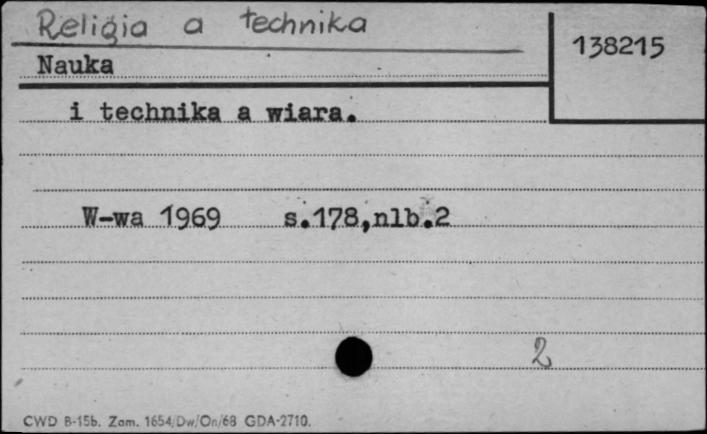 Religia a technika
138215
Nauka
i technika a wiara.
W-wa 1969 s.178,nlb.2
2
CWD B-15b. Zam. 1654/Dw/On/68 GDA-2710.